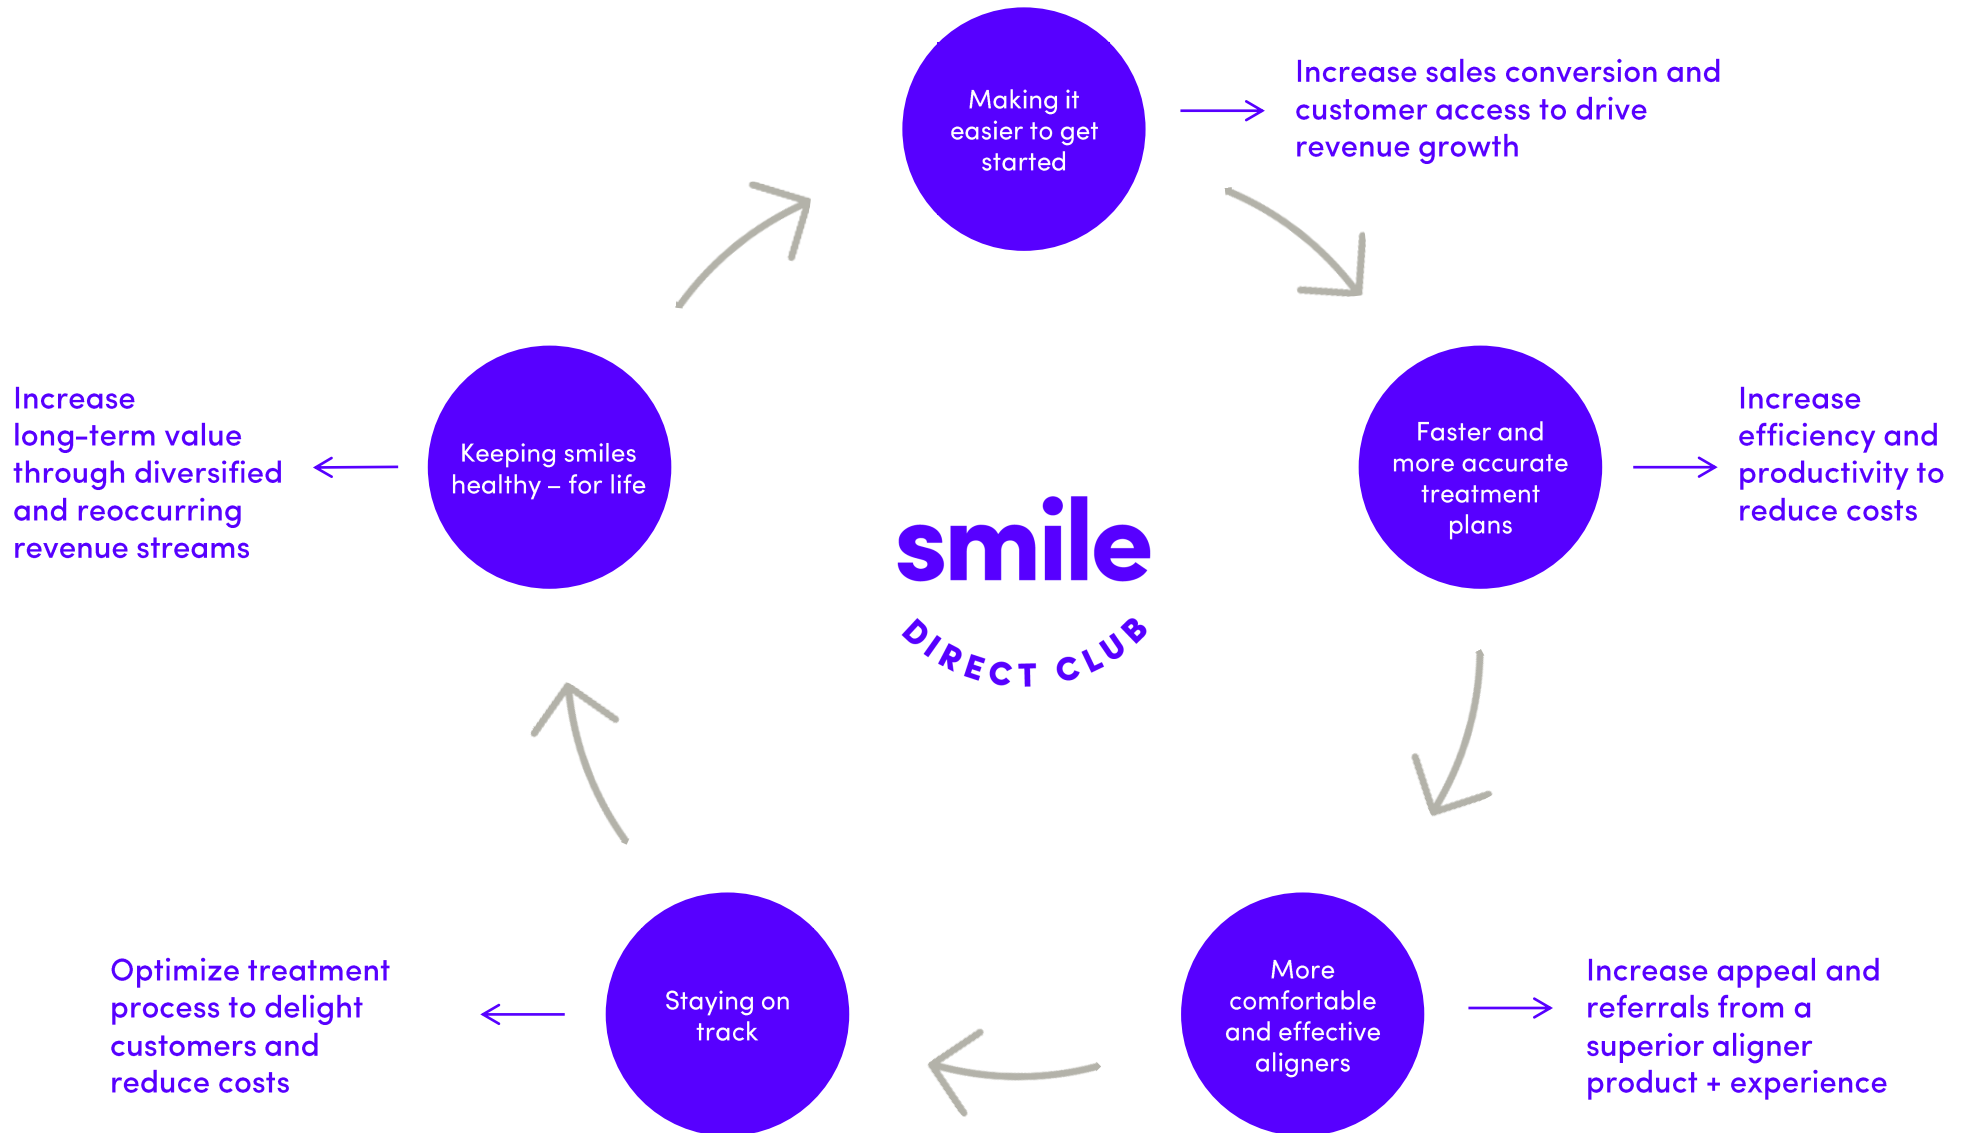 Making it
easier to get
started
Increase sales conversion and
customer access to drive
revenue growth
Faster and
more accurate
treatment
plans
Increase
efficiency and
productivity to
reduce costs
More
comfortable
and effective
aligners
Increase appeal and
referrals from a
superior aligner
product + experience
Staying on
track
Optimize treatment
process to delight
customers and
reduce costs
Keeping smiles
healthy – for life
Increase
long-term value
through diversified
and reoccurring
revenue streams
smile
DIRECT CLUB